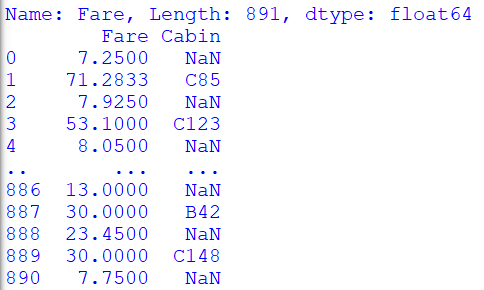 Name: Fare, Length: 891, dtype: float64
Fare Cabin
0 7.2500 NaN
1 71.2833 C85
2 7.9250 NaN
3 53.1000 C123
4 8.0500 NaN
.. ... ...
886 13.0000 NaN
887 30.0000 B42
888 23.4500 NaN
889 30.0000 C148
890 7.7500 NaN